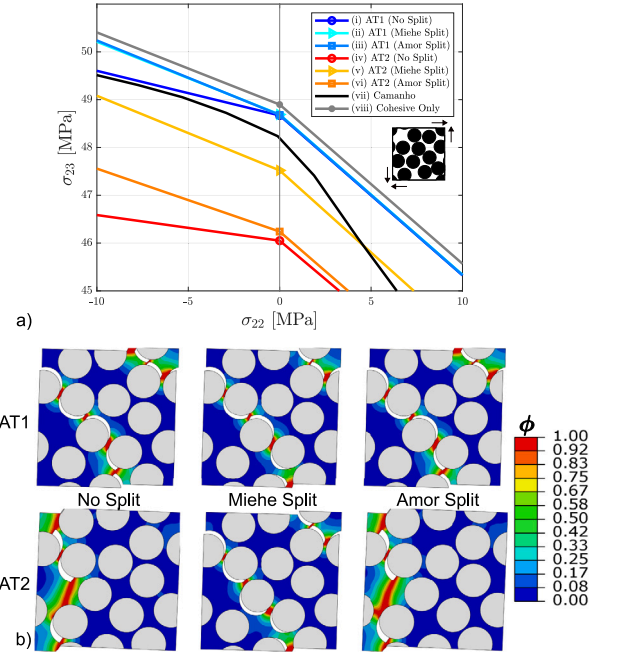 51
50
49
48
47
46
45
-10
-5
0
5
10
σ23 [MPa]
σ22 [MPa]
(i) AT1 (No Split)
(ii) AT1 (Miehe Split)
(iii) AT1 (Amor Split)
(iv) AT2 (No Split)
(v) AT2 (Miehe Split)
(vi) AT2 (Amor Split)
(vii) Camanho
(viii) Cohesive Only
a)
AT1
No Split
Miehe Split
Amor Split
AT2
b)
ϕ
1.00
0.92
0.83
0.75
0.67
0.58
0.50
0.42
0.33
0.25
0.17
0.08
0.00